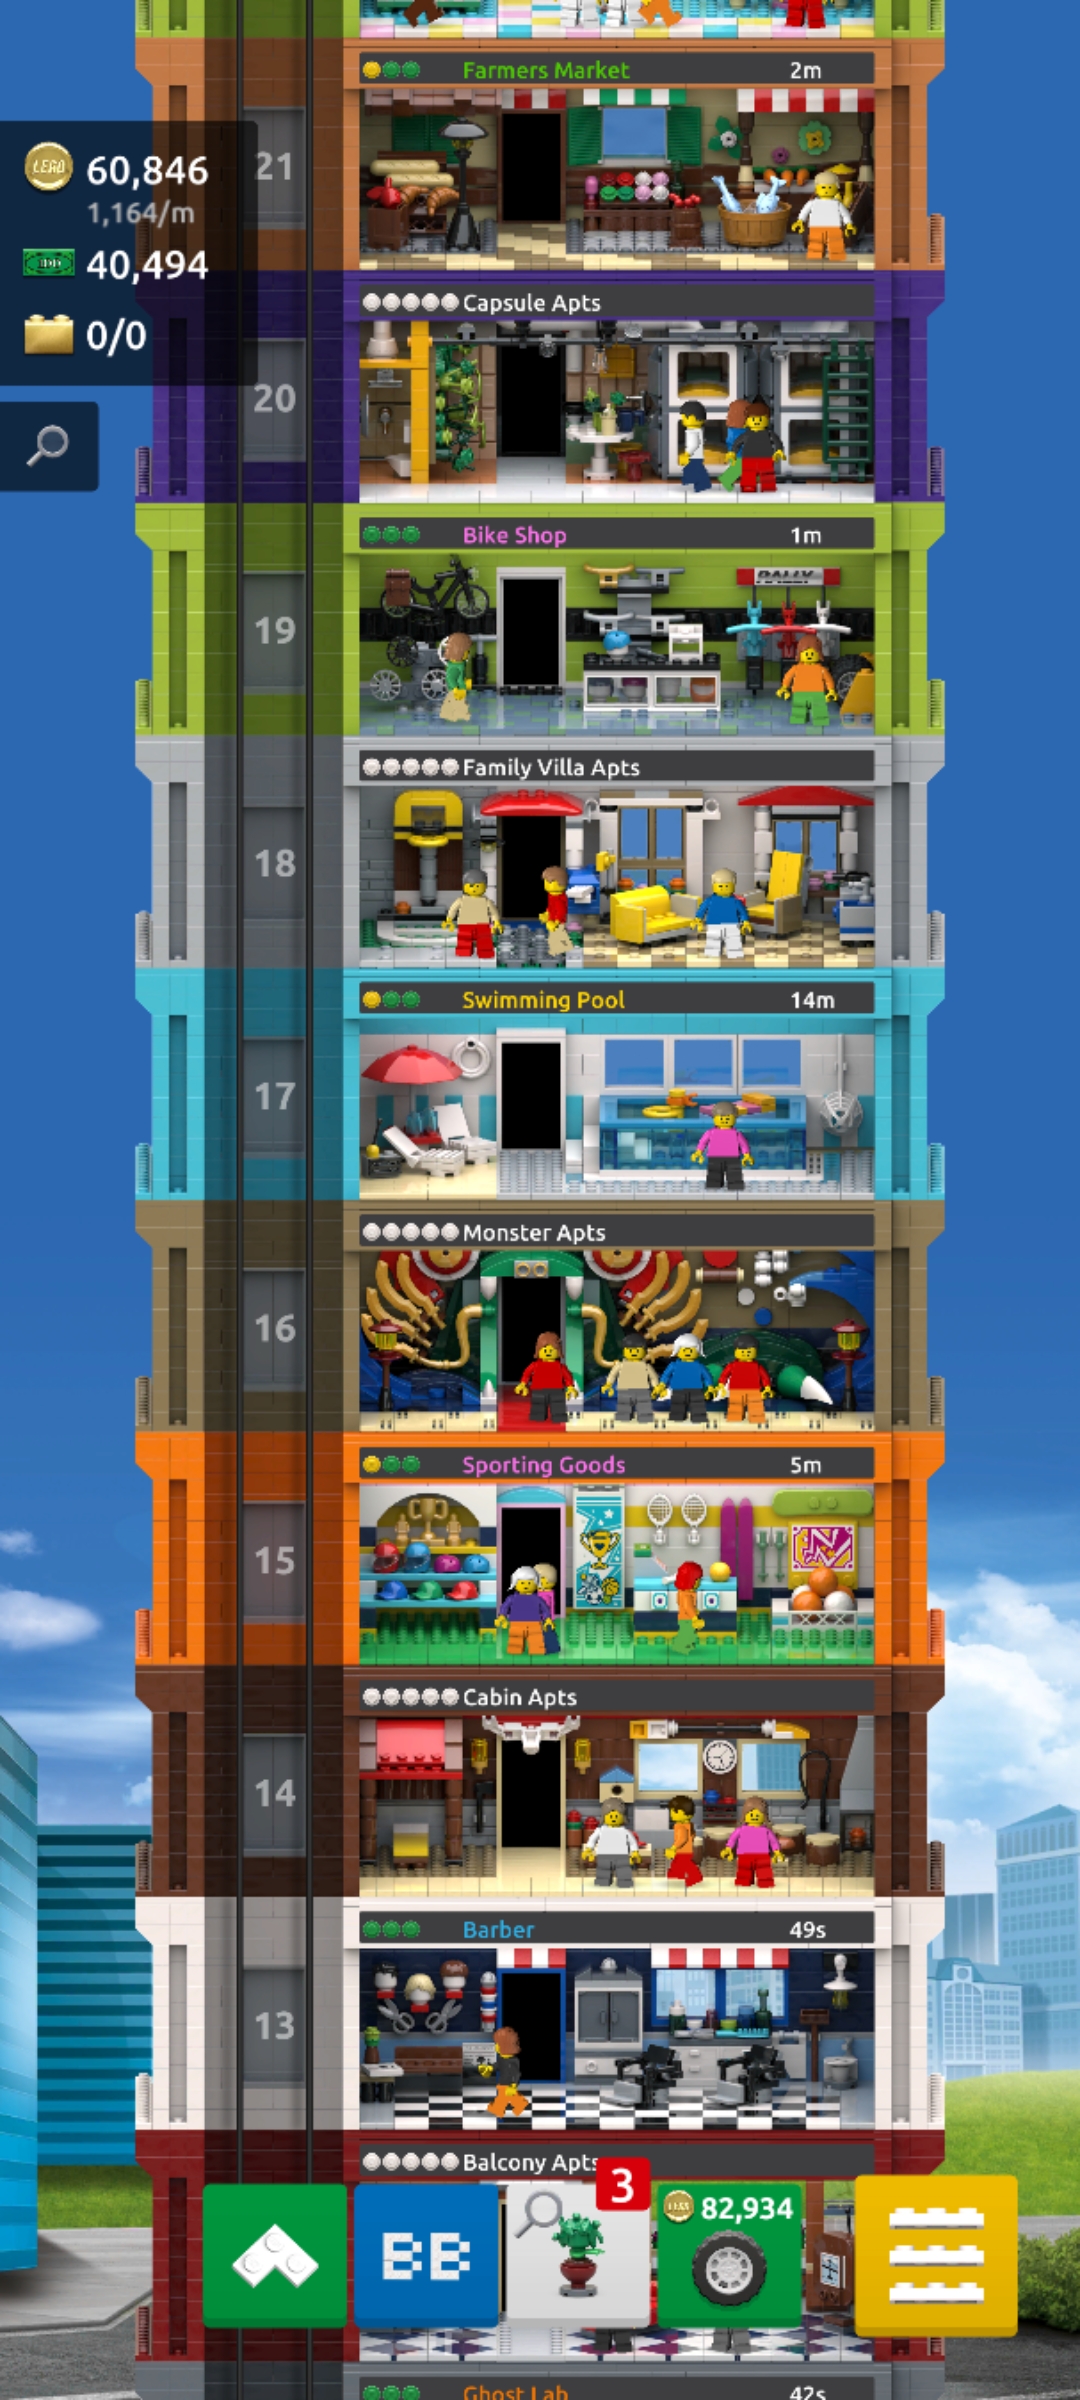 Farmers Market 2m
21
LEGO 60,846
1,164/m
40,494
0/0
Capsule Apts
20
Bike Shop 1m
RALLY
19
Family Villa Apts
18
Swimming Pool 14m
17
Monster Apts
16
Sporting Goods 5m
N
15
Cabin Apts
14
Barber 49s
13
Balcony Apts
3
BB
LEGO 82,934
Ghost Lab 42s